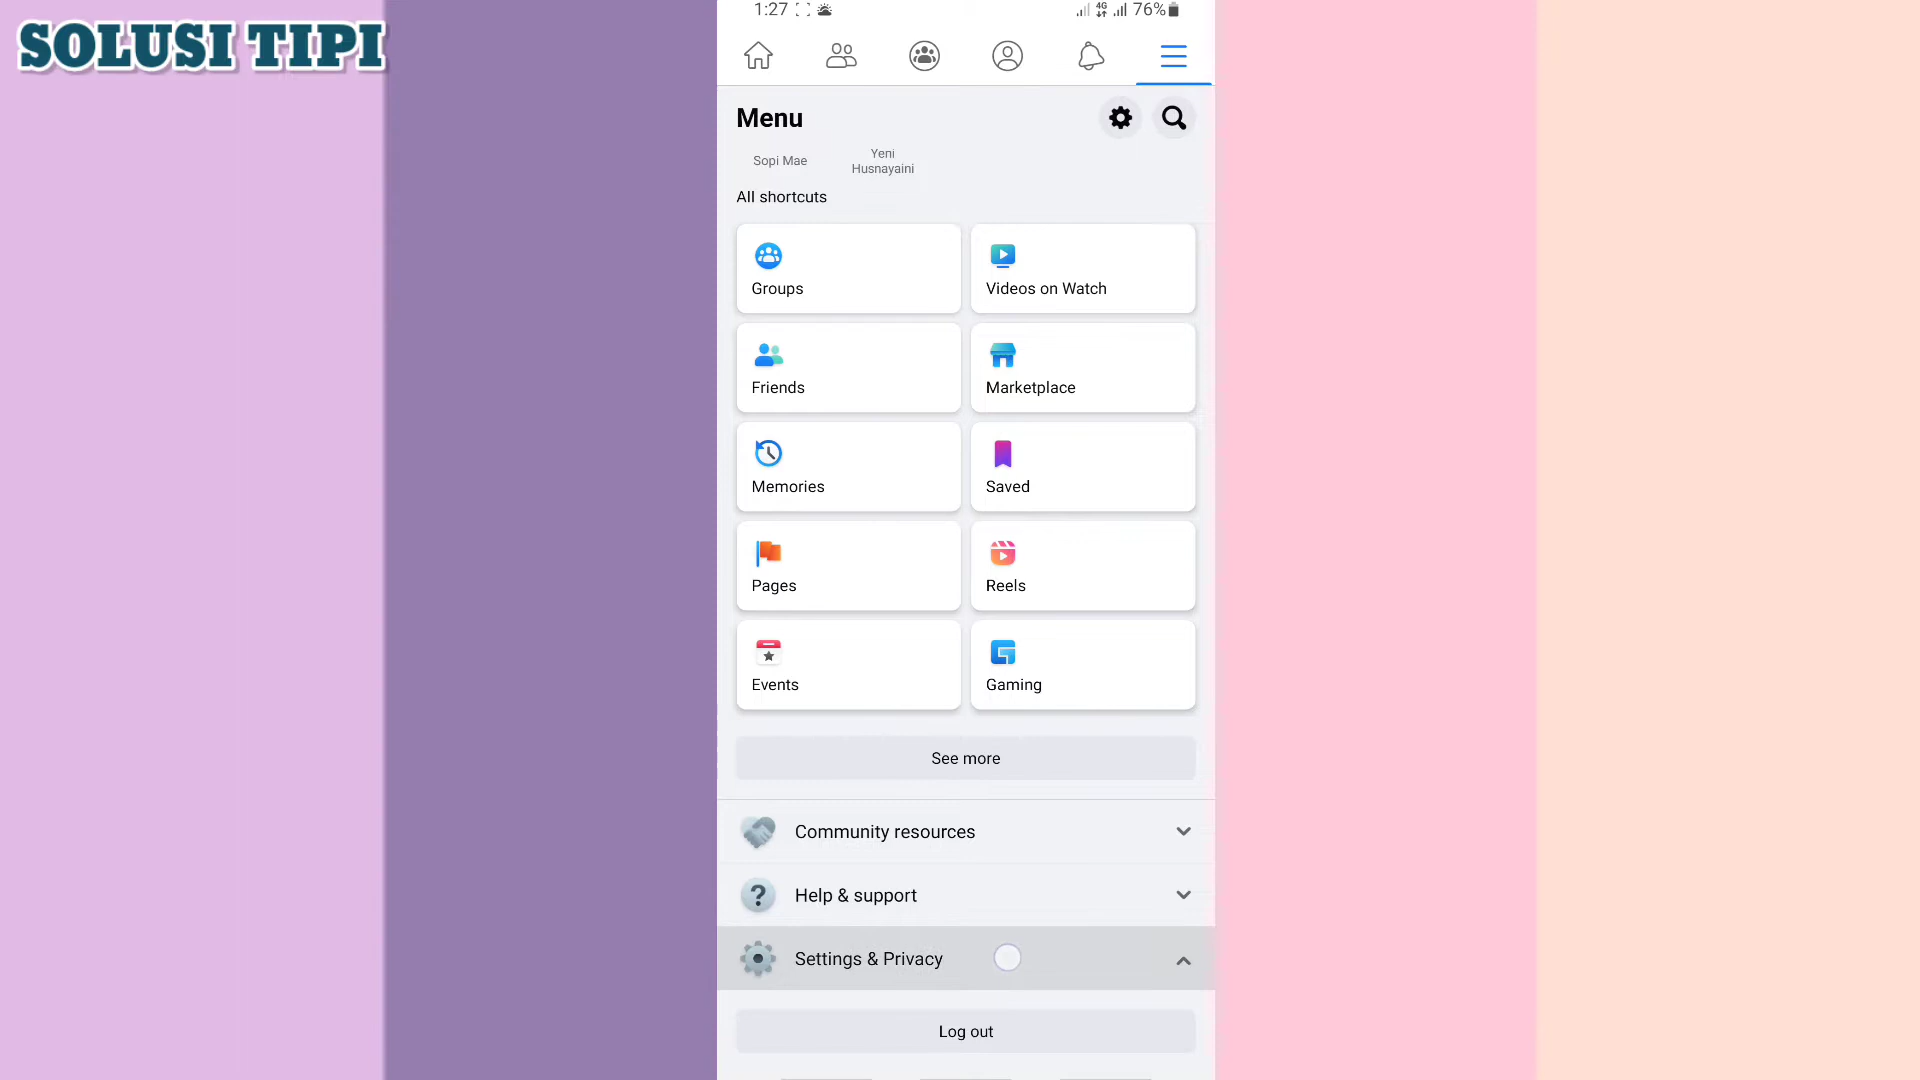 SOLUSI TIPI
1:27
4G
76%
Menu
Sopi Mae
Yeni
Husnayaini
All shortcuts
Groups
Videos on Watch
Friends
Marketplace
Memories
Saved
Pages
Reels
Events
Gaming
See more
Community resources
Help & support
Settings & Privacy
Log out